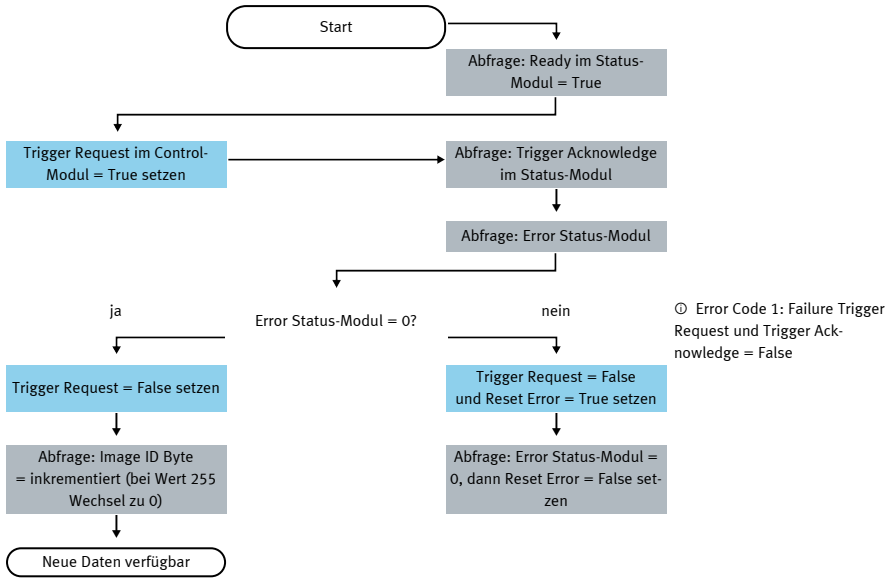 Start
Abfrage: Ready im Status-
Modul = True
Trigger Request im Control-
Modul = True setzen
Abfrage: Trigger Acknowledge
im Status-Modul
Abfrage: Error Status-Modul
ja
Error Status-Modul = 0?
nein
ⓘ Error Code 1: Failure Trigger
Request und Trigger Ack-
nowledge = False
Trigger Request = False setzen
Trigger Request = False
und Reset Error = True setzen
Abfrage: Image ID Byte
= inkrementiert (bei Wert 255
Wechsel zu 0)
Abfrage: Error Status-Modul =
0, dann Reset Error = False set-
zen
Neue Daten verfügbar